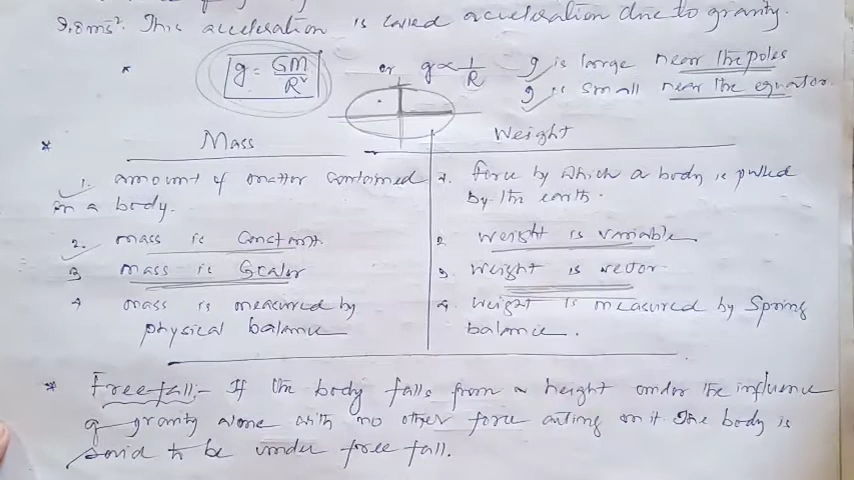 9.8ms². This acceleration is called acceleration due to gravity.
* g = GM/R² or g ∝ 1/R g is large near the poles
g is small near the equator.
* Mass Weight
1. amount of matter contained 1. Force by which a body is pulled
in a body. by the earth.
2. mass is Constant. 2. Weight is variable
3 mass is Scalar 3. Weight is vector.
4 mass is measured by 4. Weight is measured by Spring
physical balance balance.
* Free fall:- If the body falls from a height under the influence
of gravity alone with no other force acting on it. The body is
said to be under free fall.